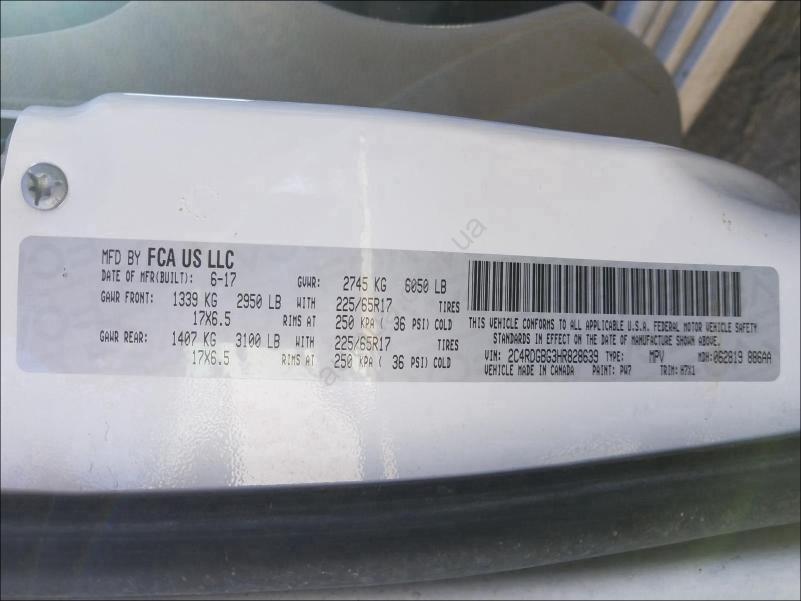 MFD BY FCA US LLC
DATE OF MFR(BUILT): 6-17 GVWR: 2745 KG 6050 LB
GAWR FRONT: 1339 KG 2950 LB WITH 225/65R17 TIRES
17X6.5 RIMS AT 250 KPA ( 36 PSI) COLD
GAWR REAR: 1407 KG 3100 LB WITH 225/65R17 TIRES
17X6.5 RIMS AT 250 KPA ( 36 PSI) COLD
THIS VEHICLE CONFORMS TO ALL APPLICABLE U.S.A. FEDERAL MOTOR VEHICLE SAFETY
STANDARDS IN EFFECT ON THE DATE OF MANUFACTURE SHOWN ABOVE.
VIN: 2C4RDGBG3HR828639 TYPE: MPV MDH:062819 886AA
VEHICLE MADE IN CANADA PAINT: PW7 TRIM: H7X1